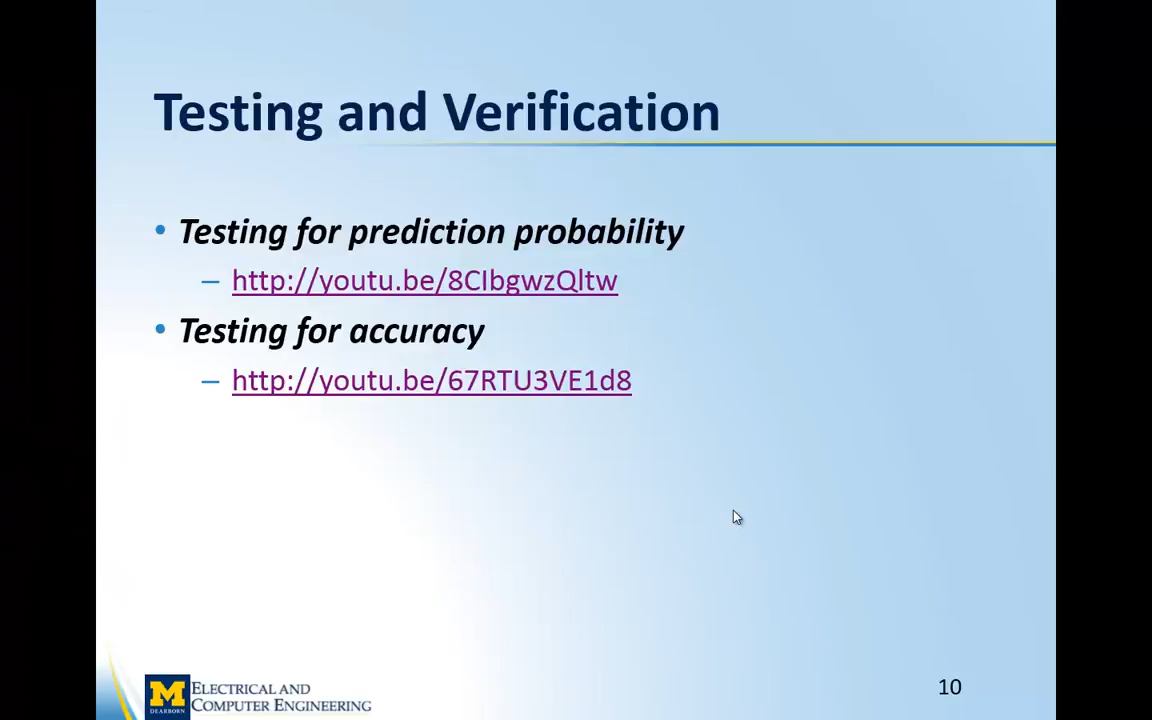 Testing and Verification
• Testing for prediction probability
– http://youtu.be/8CIbgwzQltw
• Testing for accuracy
– http://youtu.be/67RTU3VE1d8
M
DEARBORN
ELECTRICAL AND
COMPUTER ENGINEERING
10